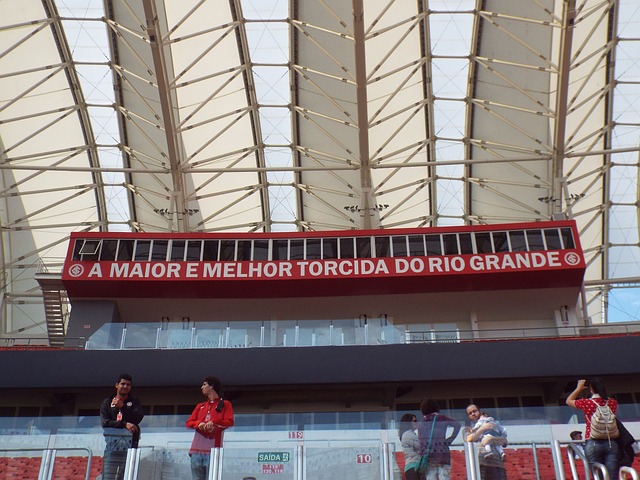 A MAIOR E MELHOR TORCIDA DO RIO GRANDE
119
SAÍDA
10